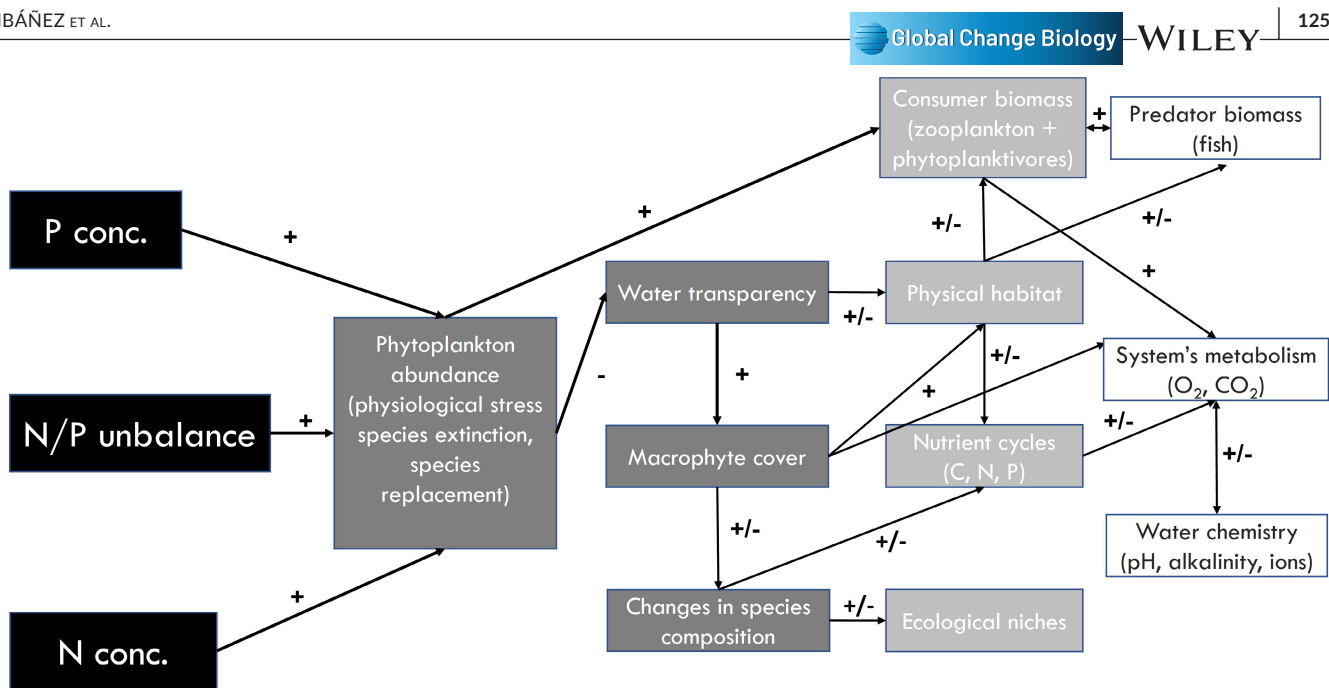 IBÁÑEZ ET AL.
Global Change Biology
WILEY
125
Consumer biomass
(zooplankton +
phytoplanktivores)
+
Predator biomass
(fish)
P conc.
+
+
+/-
+/-
+
Water transparency
+/-
Physical habitat
Phytoplankton
abundance
(physiological stress
species extinction,
species
replacement)
-
+
+
+/-
System's metabolism
(O₂, CO₂)
N/P unbalance
+
Macrophyte cover
Nutrient cycles
(C, N, P)
+/-
+/-
+/-
+/-
Water chemistry
(pH, alkalinity, ions)
N conc.
+
Changes in species
composition
+/-
Ecological niches